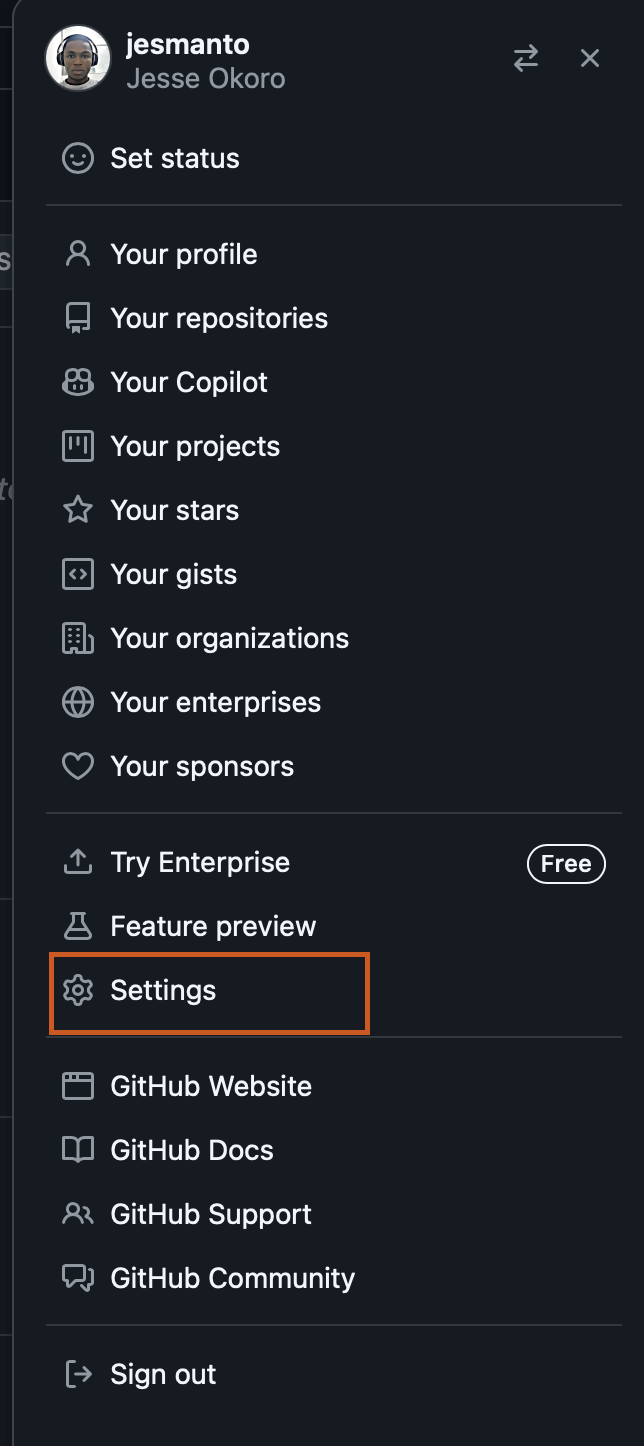 jesmanto
Jesse Okoro
Set status
Your profile
Your repositories
Your Copilot
Your projects
Your stars
Your gists
Your organizations
Your enterprises
Your sponsors
Try Enterprise Free
Feature preview
Settings
GitHub Website
GitHub Docs
GitHub Support
GitHub Community
Sign out